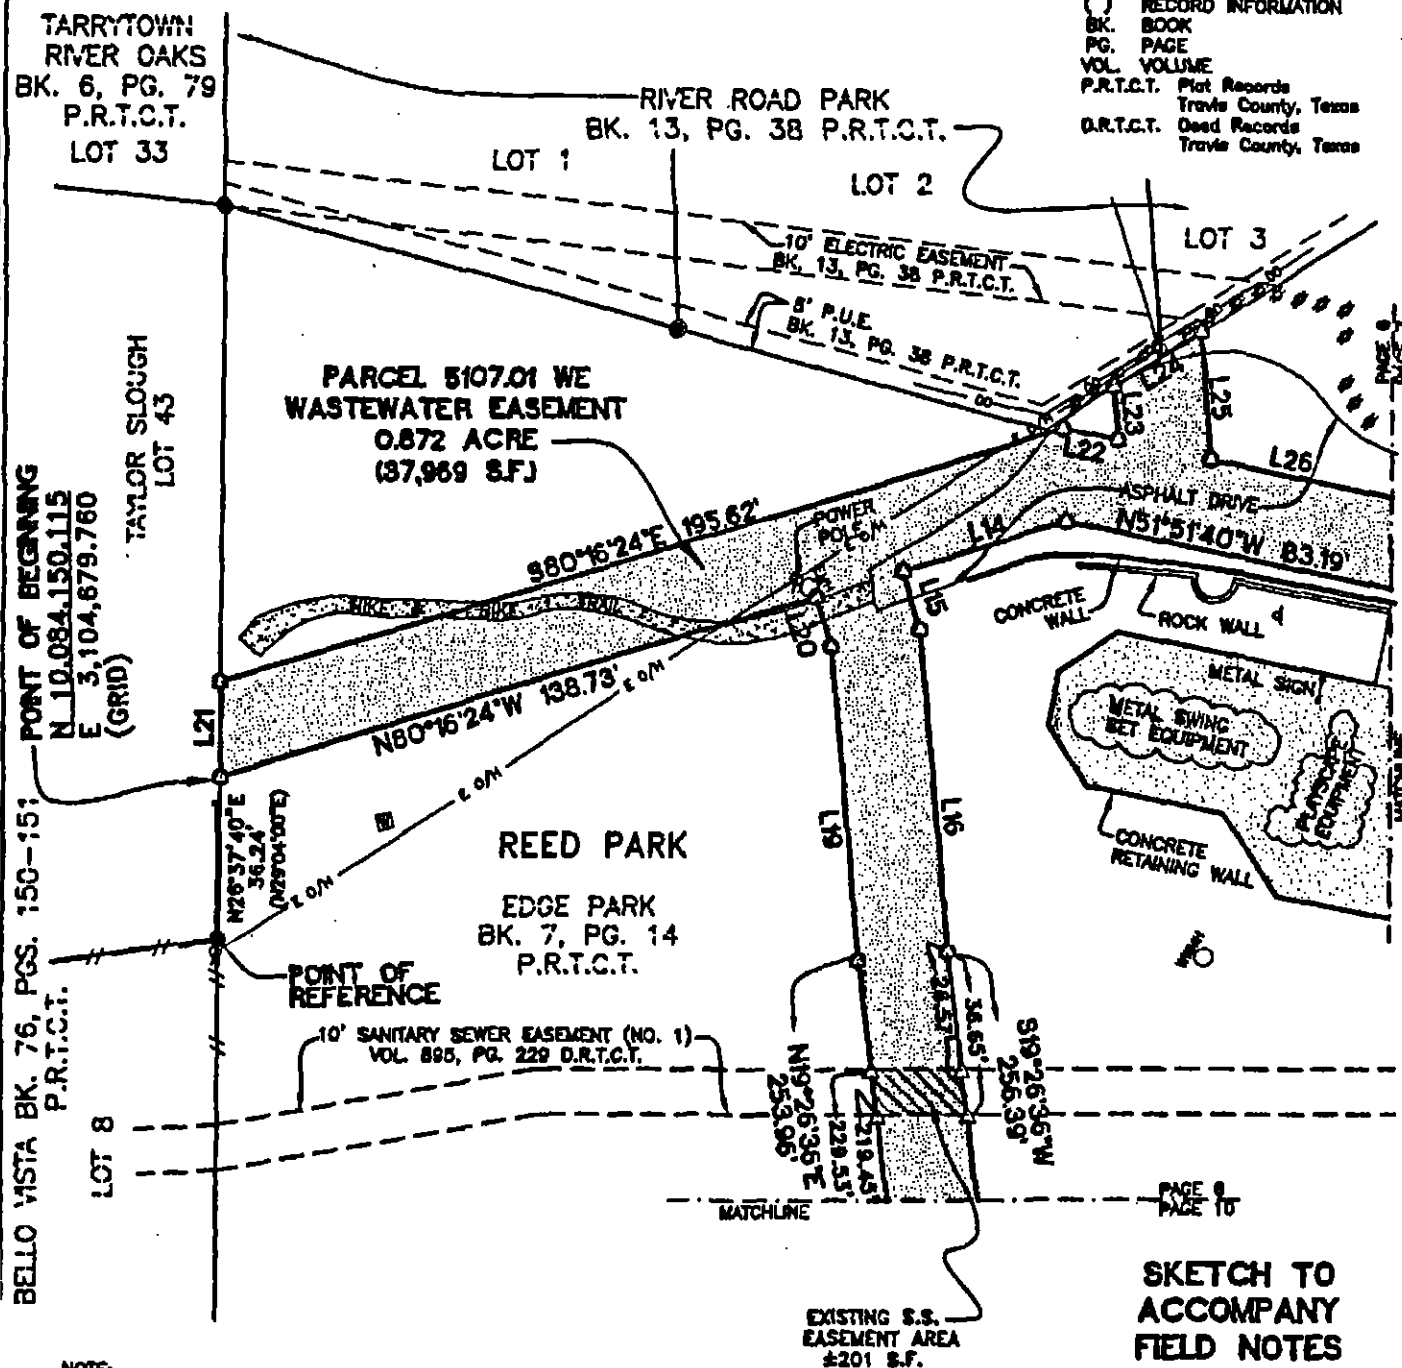 TARRYTOWN
RIVER OAKS
BK. 6, PG. 79
P.R.T.C.T.
LOT 33
( ) RECORD INFORMATION
BK. BOOK
PG. PAGE
VOL. VOLUME
P.R.T.C.T. Plat Records
Travis County, Texas
D.R.T.C.T. Deed Records
Travis County, Texas
RIVER ROAD PARK
BK. 13, PG. 38 P.R.T.C.T.
LOT 1
LOT 2
LOT 3
10' ELECTRIC EASEMENT
BK. 13, PG. 38 P.R.T.C.T.
5' P.U.E.
BK. 13, PG. 38 P.R.T.C.T.
TAYLOR SLOUGH
LOT 43
PARCEL 5107.01 WE
WASTEWATER EASEMENT
0.872 ACRE
(37,969 S.F.)
L24
L23
L25
L22
L26
POINT OF BEGINNING
N 10,084,150.115
E 3,104,679.760
(GRID)
S80°16'24"E 195.62'
POWER
POLE
E O/H
L14
ASPHALT DRIVE
N51°51'40"W 83.19'
L15
HIKE & BIKE TRAIL
L20
CONCRETE
WALL
ROCK WALL
METAL SIGN
METAL SWING
SET EQUIPMENT
PLAYSCAPE
EQUIPMENT
CONCRETE
RETAINING WALL
L21
N80°16'24"W 138.73'
E O/H
E O/H
E O/H
N26°37'40"E
36.24'
(N29°04'00"E)
L19
L16
REED PARK
EDGE PARK
BK. 7, PG. 14
P.R.T.C.T.
POINT OF
REFERENCE
WWMH
BELLO VISTA BK. 76, PGS. 150-151
P.R.T.C.T.
LOT 8
10' SANITARY SEWER EASEMENT (NO. 1)
VOL. 895, PG. 229 D.R.T.C.T.
26.57'
36.65'
S19°26'36"W
256.39'
N19°26'36"E
253.96'
229.53'
219.45'
MATCHLINE
PAGE 9
PAGE 10
EXISTING S.S.
EASEMENT AREA
±201 S.F.
SKETCH TO
ACCOMPANY
FIELD NOTES
NOTE: